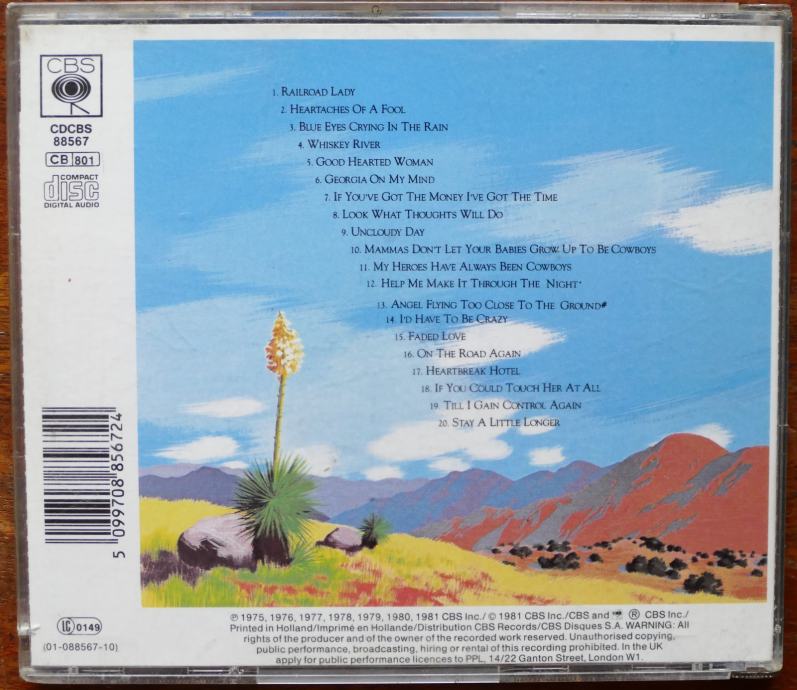 CBS
CDCBS
88567
CB 801
COMPACT
disc
DIGITAL AUDIO
1. RAILROAD LADY
2. HEARTACHES OF A FOOL
3. BLUE EYES CRYING IN THE RAIN
4. WHISKEY RIVER
5. GOOD HEARTED WOMAN
6. GEORGIA ON MY MIND
7. IF YOU'VE GOT THE MONEY I'VE GOT THE TIME
8. LOOK WHAT THOUGHTS WILL DO
9. UNCLOUDY DAY
10. MAMMAS DON'T LET YOUR BABIES GROW UP TO BE COWBOYS
11. MY HEROES HAVE ALWAYS BEEN COWBOYS
12. HELP ME MAKE IT THROUGH THE NIGHT*
13. ANGEL FLYING TOO CLOSE TO THE GROUND#
14. I'D HAVE TO BE CRAZY
15. FADED LOVE
16. ON THE ROAD AGAIN
17. HEARTBREAK HOTEL
18. IF YOU COULD TOUCH HER AT ALL
19. TILL I GAIN CONTROL AGAIN
20. STAY A LITTLE LONGER
5 099708 856724
LC 0149
(01-088567-10)
℗ 1975, 1976, 1977, 1978, 1979, 1980, 1981 CBS Inc./ © 1981 CBS Inc./CBS and ® CBS Inc./
Printed in Holland/Imprimé en Hollande/Distribution CBS Records/CBS Disques S.A. WARNING: All
rights of the producer and of the owner of the recorded work reserved. Unauthorised copying,
public performance, broadcasting, hiring or rental of this recording prohibited. In the UK
apply for public performance licences to PPL, 14/22 Ganton Street, London W1.